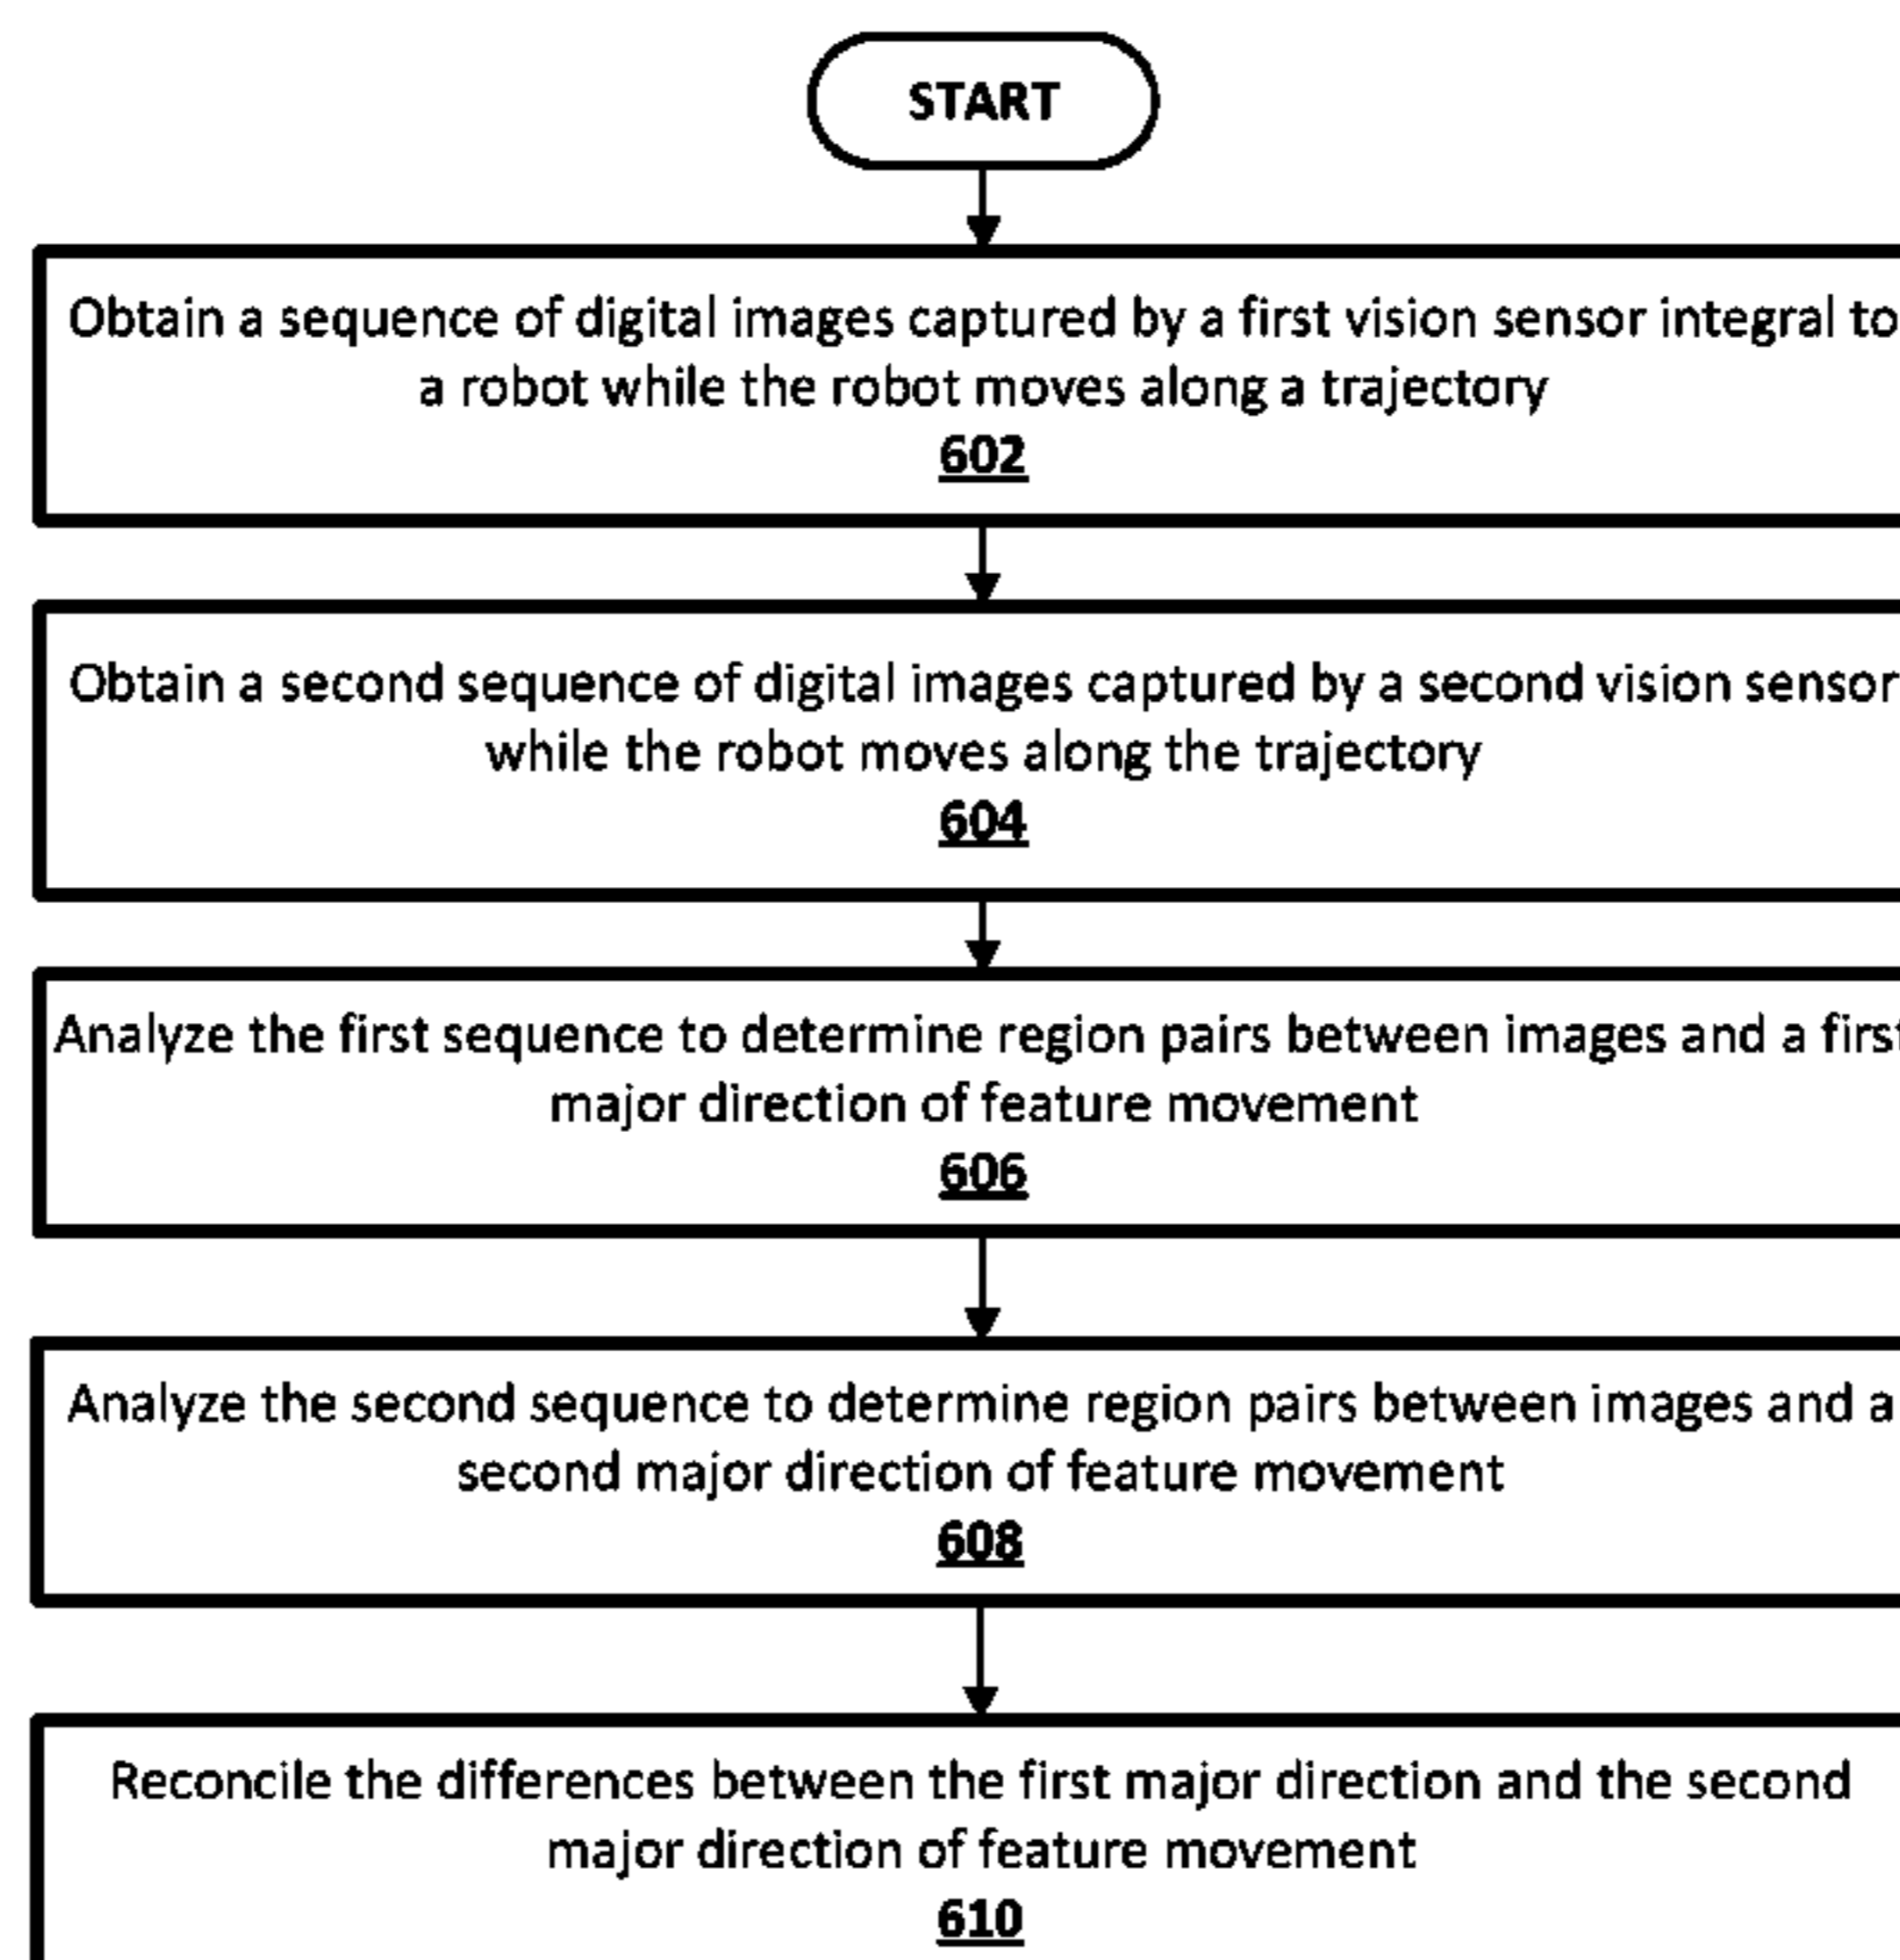 START
Obtain a sequence of digital images captured by a first vision sensor integral to
a robot while the robot moves along a trajectory
602
Obtain a second sequence of digital images captured by a second vision sensor
while the robot moves along the trajectory
604
Analyze the first sequence to determine region pairs between images and a first
major direction of feature movement
606
Analyze the second sequence to determine region pairs between images and a
second major direction of feature movement
608
Reconcile the differences between the first major direction and the second
major direction of feature movement
610